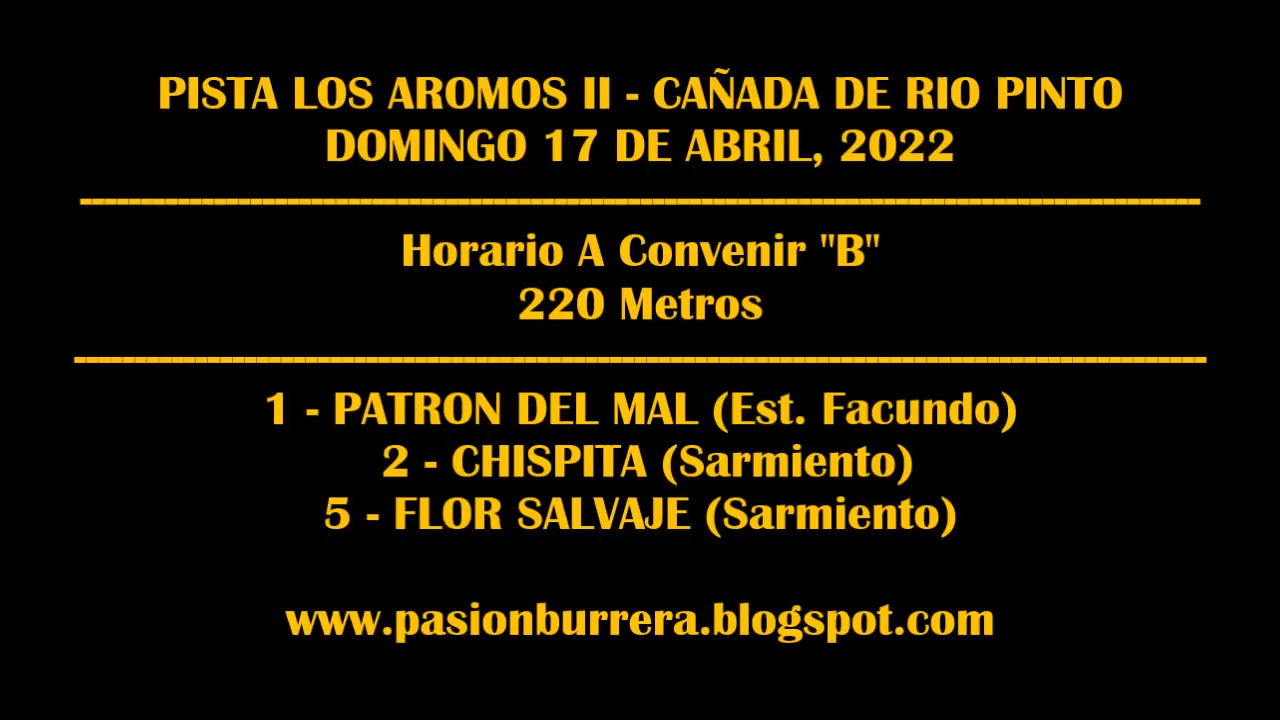 PISTA LOS AROMOS II - CAÑADA DE RIO PINTO
DOMINGO 17 DE ABRIL, 2022
Horario A Convenir "B"
220 Metros
1 - PATRON DEL MAL (Est. Facundo)
2 - CHISPITA (Sarmiento)
5 - FLOR SALVAJE (Sarmiento)
www.pasionburrera.blogspot.com